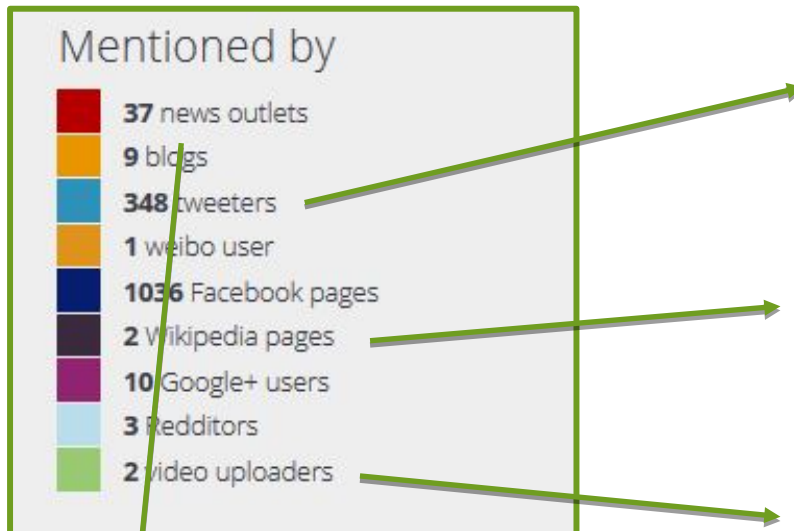 Mentioned by
37 news outlets
9 blogs
348 tweeters
1 weibo user
1036 Facebook pages
2 Wikipedia pages
10 Google+ users
3 Redditors
2 video uploaders